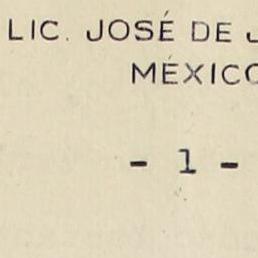 LIC. JOSÉ DE
MÉXICO
- 1 -